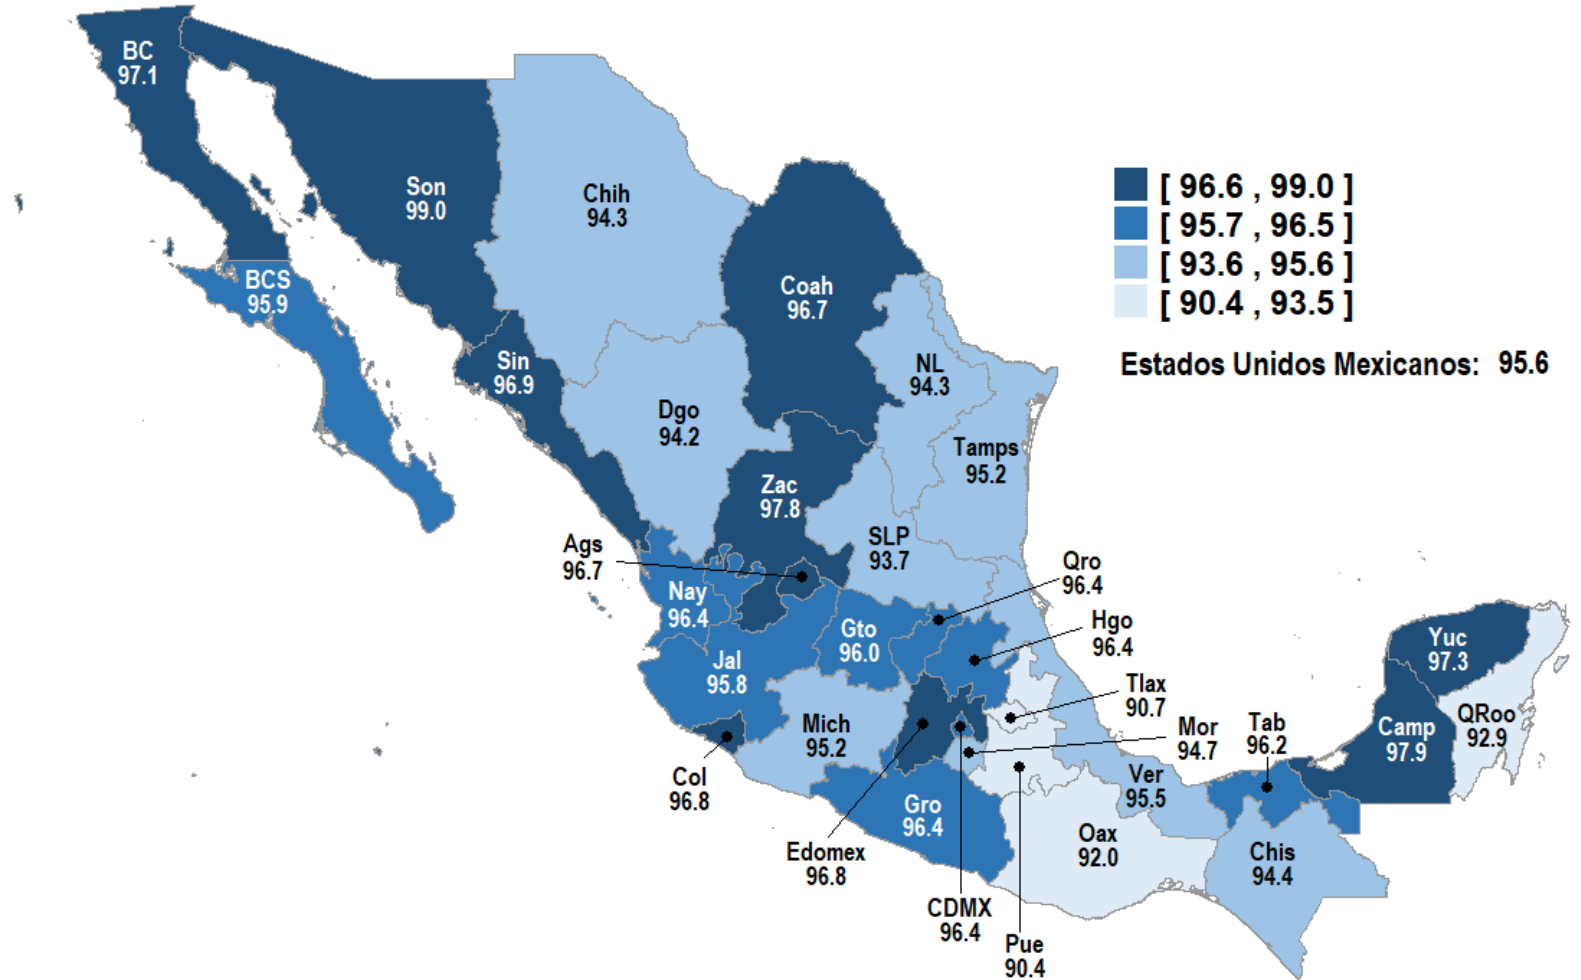 BC
97.1
Son
99.0
Chih
94.3
[ 96.6 , 99.0 ]
[ 95.7 , 96.5 ]
[ 93.6 , 95.6 ]
[ 90.4 , 93.5 ]
Estados Unidos Mexicanos: 95.6
BCS
95.9
Coah
96.7
Sin
96.9
NL
94.3
Dgo
94.2
Tamps
95.2
Zac
97.8
SLP
93.7
Ags
96.7
Qro
96.4
Nay
96.4
Gto
96.0
Hgo
96.4
Jal
95.8
Tlax
90.7
Yuc
97.3
Mich
95.2
Mor
94.7
Tab
96.2
QRoo
92.9
Camp
97.9
Col
96.8
Ver
95.5
Gro
96.4
Oax
92.0
Edomex
96.8
Chis
94.4
CDMX
96.4
Pue
90.4